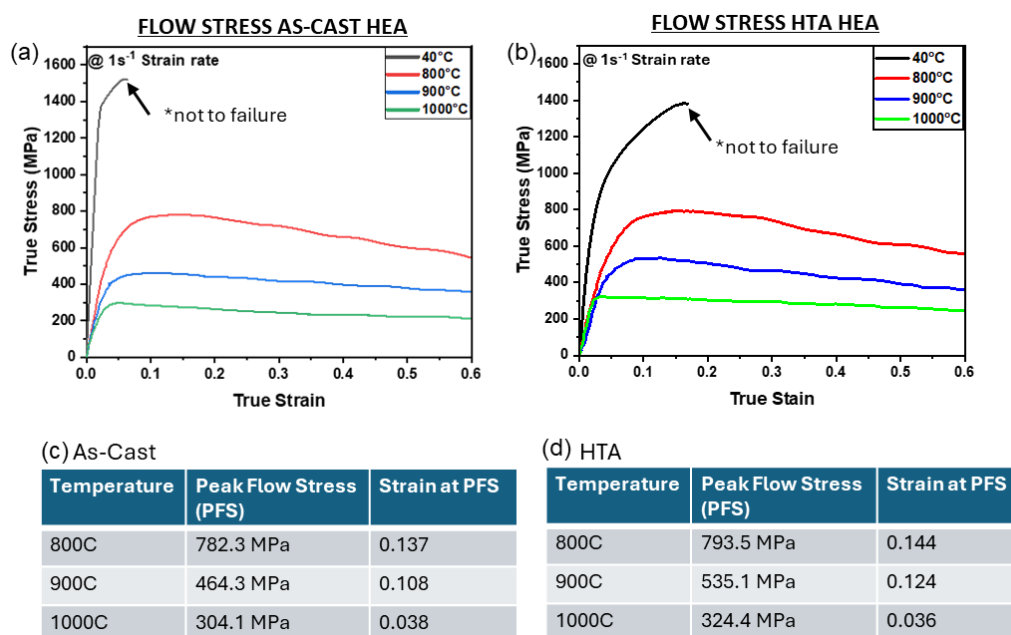 FLOW STRESS AS-CAST HEA
(a)
@ 1s-1 Strain rate
40°C
800°C
900°C
1000°C
*not to failure
True Stress (MPa)
1600
1400
1200
1000
800
600
400
200
0
0.0 0.1 0.2 0.3 0.4 0.5 0.6
True Strain
FLOW STRESS HTA HEA
(b)
@ 1s-1 Strain rate
40°C
800°C
900°C
1000°C
*not to failure
True Stress (MPa)
1600
1400
1200
1000
800
600
400
200
0
0.0 0.1 0.2 0.3 0.4 0.5 0.6
True Stain
(c) As-Cast
Temperature Peak Flow Stress (PFS) Strain at PFS
800C 782.3 MPa 0.137
900C 464.3 MPa 0.108
1000C 304.1 MPa 0.038
(d) HTA
Temperature Peak Flow Stress (PFS) Strain at PFS
800C 793.5 MPa 0.144
900C 535.1 MPa 0.124
1000C 324.4 MPa 0.036